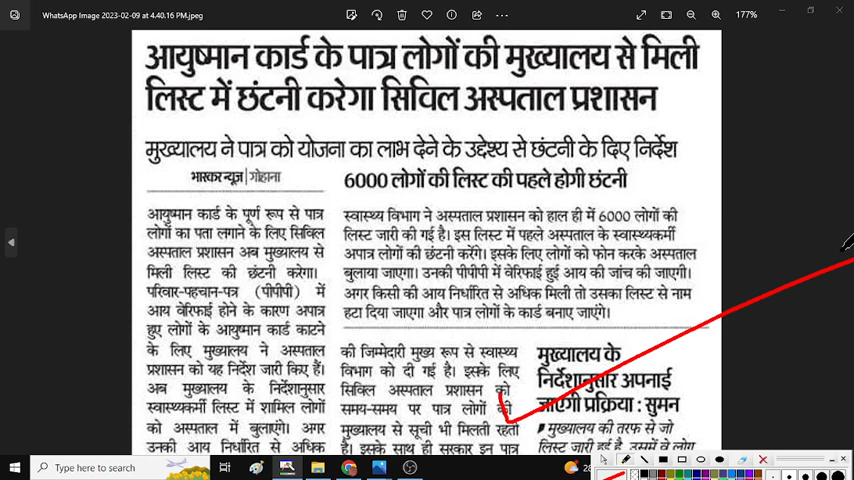 WhatsApp Image 2023-02-09 at 4.40.16 PM.jpeg
177%
आयुष्मान कार्ड के पात्र लोगों की मुख्यालय से मिली
लिस्ट में छंटनी करेगा सिविल अस्पताल प्रशासन
मुख्यालय ने पात्र को योजना का लाभ देने के उद्देश्य से छंटनी के दिए निर्देश
भास्कर न्यूज|गोहाना
आयुष्मान कार्ड के पूर्ण रूप से पात्र
लोगों का पता लगाने के लिए सिविल
अस्पताल प्रशासन अब मुख्यालय से
मिली लिस्ट की छंटनी करेगा।
परिवार-पहचान-पत्र (पीपीपी) में
आय वेरिफाई होने के कारण अपात्र
हुए लोगों के आयुष्मान कार्ड काटने
के लिए मुख्यालय ने अस्पताल
प्रशासन को यह निर्देश जारी किए हैं।
अब मुख्यालय के निर्देशानुसार
स्वास्थ्यकर्मी लिस्ट में शामिल लोगों
को अस्पताल में बुलाएंगे। अगर
उनकी आय निर्धारित से अधिक
6000 लोगों की लिस्ट की पहले होगी छंटनी
स्वास्थ्य विभाग ने अस्पताल प्रशासन को हाल ही में 6000 लोगों की
लिस्ट जारी की गई है। इस लिस्ट में पहले अस्पताल के स्वास्थ्यकर्मी
अपात्र लोगों की छंटनी करेंगे। इसके लिए लोगों को फोन करके अस्पताल
बुलाया जाएगा। उनकी पीपीपी में वेरिफाई हुई आय की जांच की जाएगी।
अगर किसी की आय निर्धारित से अधिक मिली तो उसका लिस्ट से नाम
हटा दिया जाएगा और पात्र लोगों के कार्ड बनाए जाएंगे।
की जिम्मेदारी मुख्य रूप से स्वास्थ्य
विभाग को दी गई है। इसके लिए
सिविल अस्पताल प्रशासन को
समय-समय पर पात्र लोगों की
मुख्यालय से सूची भी मिलती रहती
है। इसके साथ ही सरकार इन पात्र
मुख्यालय के
निर्देशानुसार अपनाई
जाएगी प्रक्रिया : सुमन
मुख्यालय की तरफ से जो
लिस्ट जारी हुई है, उसमें वे लोग
Type here to search
28